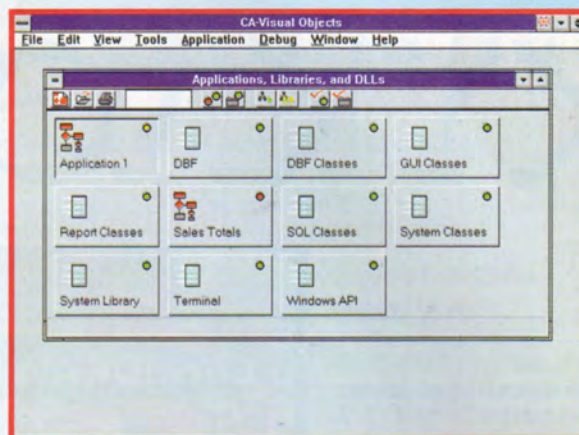 CA-Visual Objects
File Edit View Tools Application Debug Window Help
Applications, Libraries, and DLLs
Application 1 DBF DBF Classes GUI Classes
Report Classes Sales Totals SQL Classes System Classes
System Library Terminal Windows API